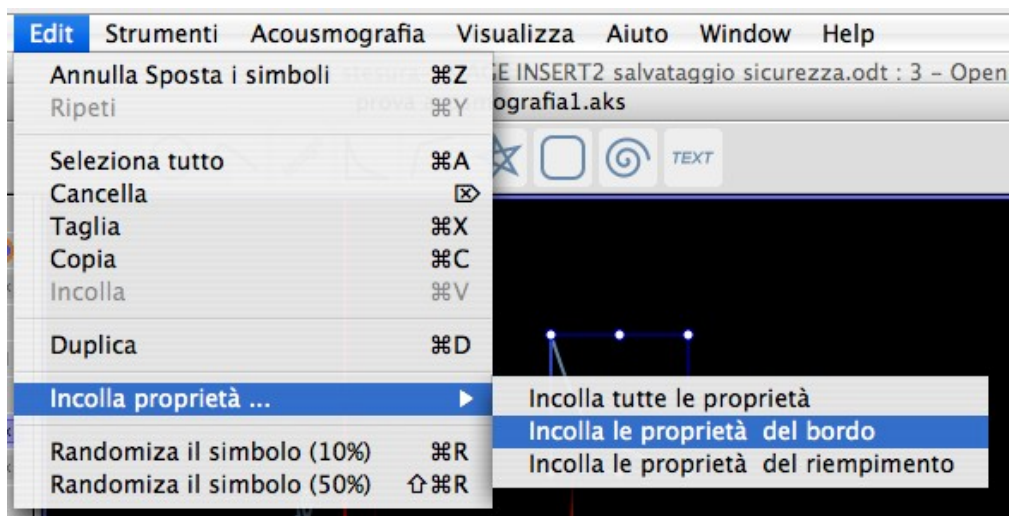 Edit Strumenti Acousmografia Visualizza Aiuto Window Help
Annulla Sposta i simboli ⌘Z
INSERT2 salvataggio sicurezza.odt : 3 – Open
Ripeti ⌘Y
prova ografia1.aks
Seleziona tutto ⌘A
TEXT
Cancella ⌦
Taglia ⌘X
Copia ⌘C
Incolla ⌘V
Duplica ⌘D
Incolla proprietà ... ▶
Incolla tutte le proprietà
Incolla le proprietà del bordo
Incolla le proprietà del riempimento
Randomiza il simbolo (10%) ⌘R
Randomiza il simbolo (50%) ⇧⌘R